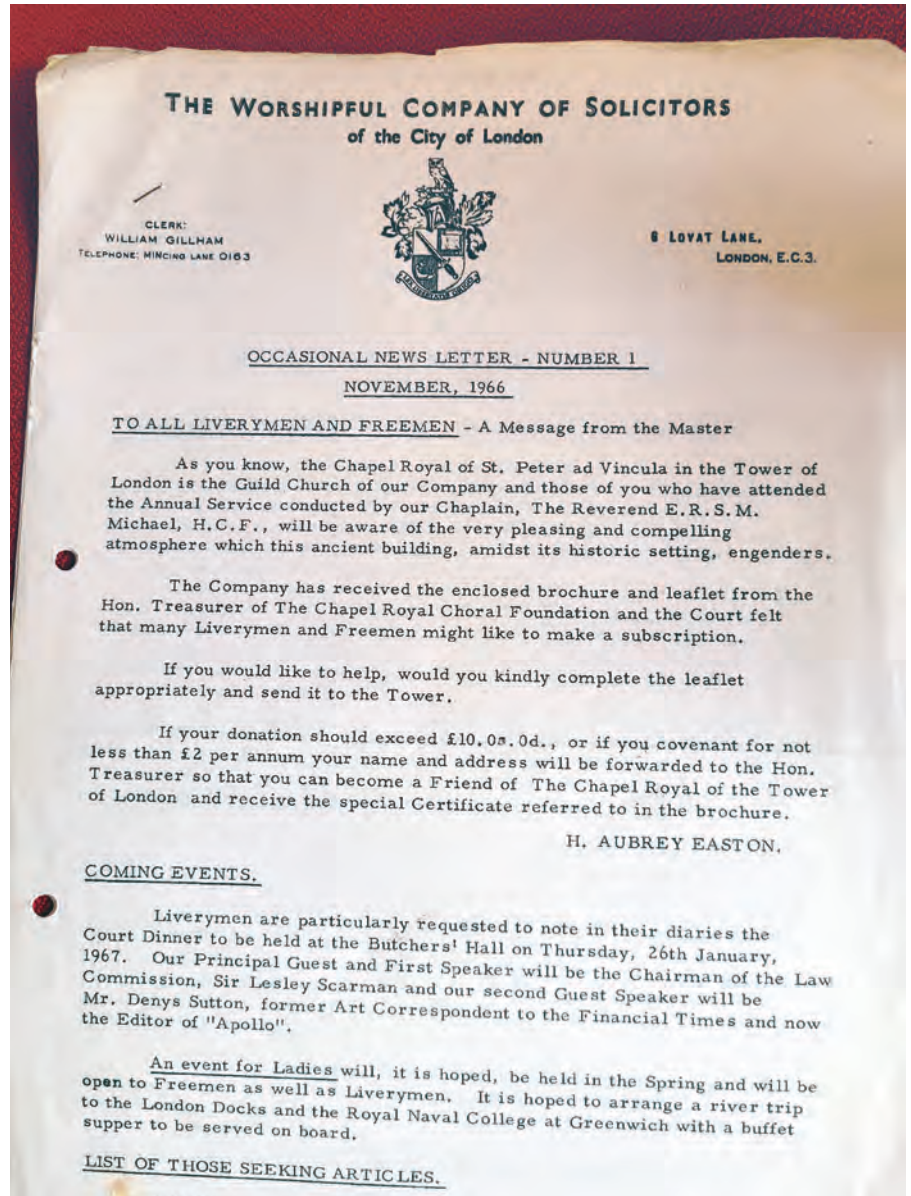 THE WORSHIPFUL COMPANY OF SOLICITORS
of the City of London
CLERK:
WILLIAM GILLHAM
TELEPHONE: MINCING LANE 0163
6 LOVAT LANE,
LONDON, E.C.3.
OCCASIONAL NEWS LETTER - NUMBER 1
NOVEMBER, 1966
TO ALL LIVERYMEN AND FREEMEN - A Message from the Master
As you know, the Chapel Royal of St. Peter ad Vincula in the Tower of
London is the Guild Church of our Company and those of you who have attended
the Annual Service conducted by our Chaplain, The Reverend E.R.S.M.
Michael, H.C.F., will be aware of the very pleasing and compelling
atmosphere which this ancient building, amidst its historic setting, engenders.
The Company has received the enclosed brochure and leaflet from the
Hon. Treasurer of The Chapel Royal Choral Foundation and the Court felt
that many Liverymen and Freemen might like to make a subscription.
If you would like to help, would you kindly complete the leaflet
appropriately and send it to the Tower.
If your donation should exceed £10.0s.0d., or if you covenant for not
less than £2 per annum your name and address will be forwarded to the Hon.
Treasurer so that you can become a Friend of The Chapel Royal of the Tower
of London and receive the special Certificate referred to in the brochure.
H. AUBREY EASTON.
COMING EVENTS.
Liverymen are particularly requested to note in their diaries the
Court Dinner to be held at the Butchers' Hall on Thursday, 26th January,
1967. Our Principal Guest and First Speaker will be the Chairman of the Law
Commission, Sir Lesley Scarman and our second Guest Speaker will be
Mr. Denys Sutton, former Art Correspondent to the Financial Times and now
the Editor of "Apollo".
An event for Ladies will, it is hoped, be held in the Spring and will be
open to Freemen as well as Liverymen. It is hoped to arrange a river trip
to the London Docks and the Royal Naval College at Greenwich with a buffet
supper to be served on board.
LIST OF THOSE SEEKING ARTICLES.